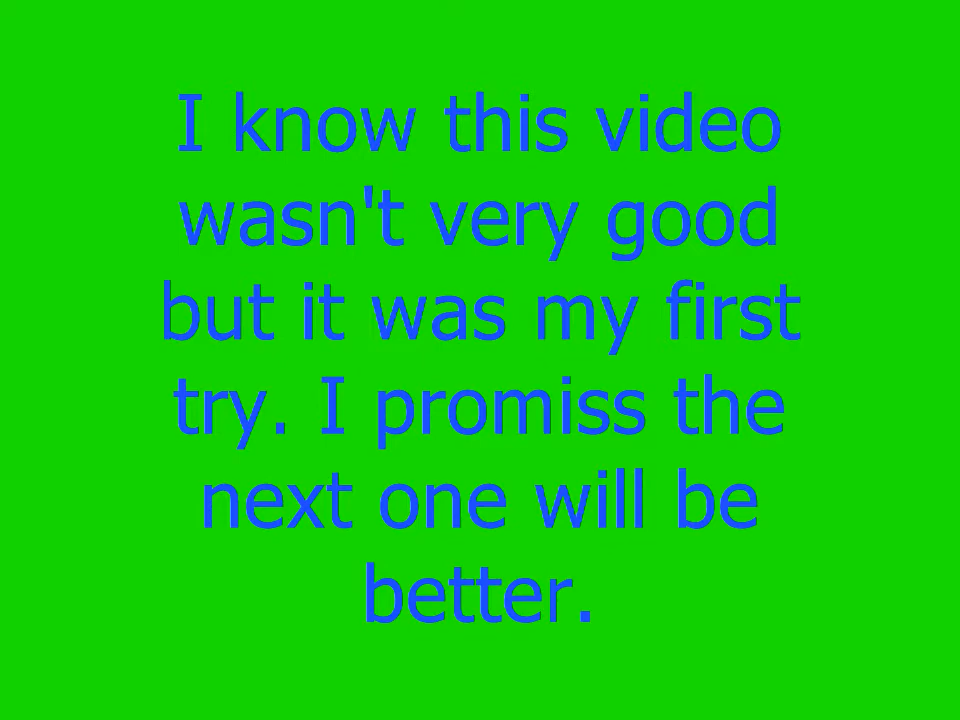 I know this video
wasn't very good
but it was my first
try. I promiss the
next one will be
better.